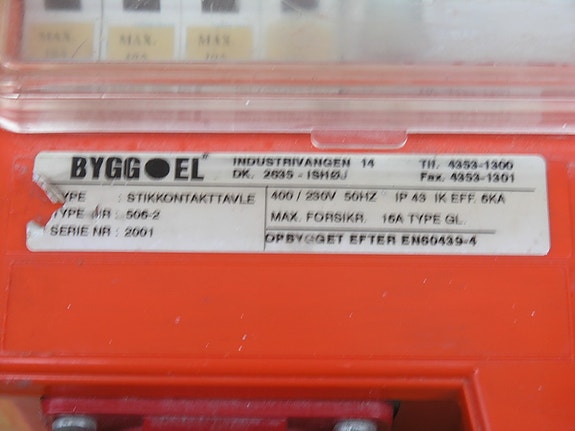 MAX. MAX. MAX.
BYGG●EL INDUSTRIVANGEN 14 Tlf. 4353-1300
DK. 2635 - ISHØJ Fax. 4353-1301
TYPE : STIKKONTAKTTAVLE 400 / 230V 50HZ IP 43 IK EFF. 6KA
TYPE NR : 506-2 MAX. FORSIKR. 16A TYPE GL.
SERIE NR : 2001 OPBYGGET EFTER EN60439-4